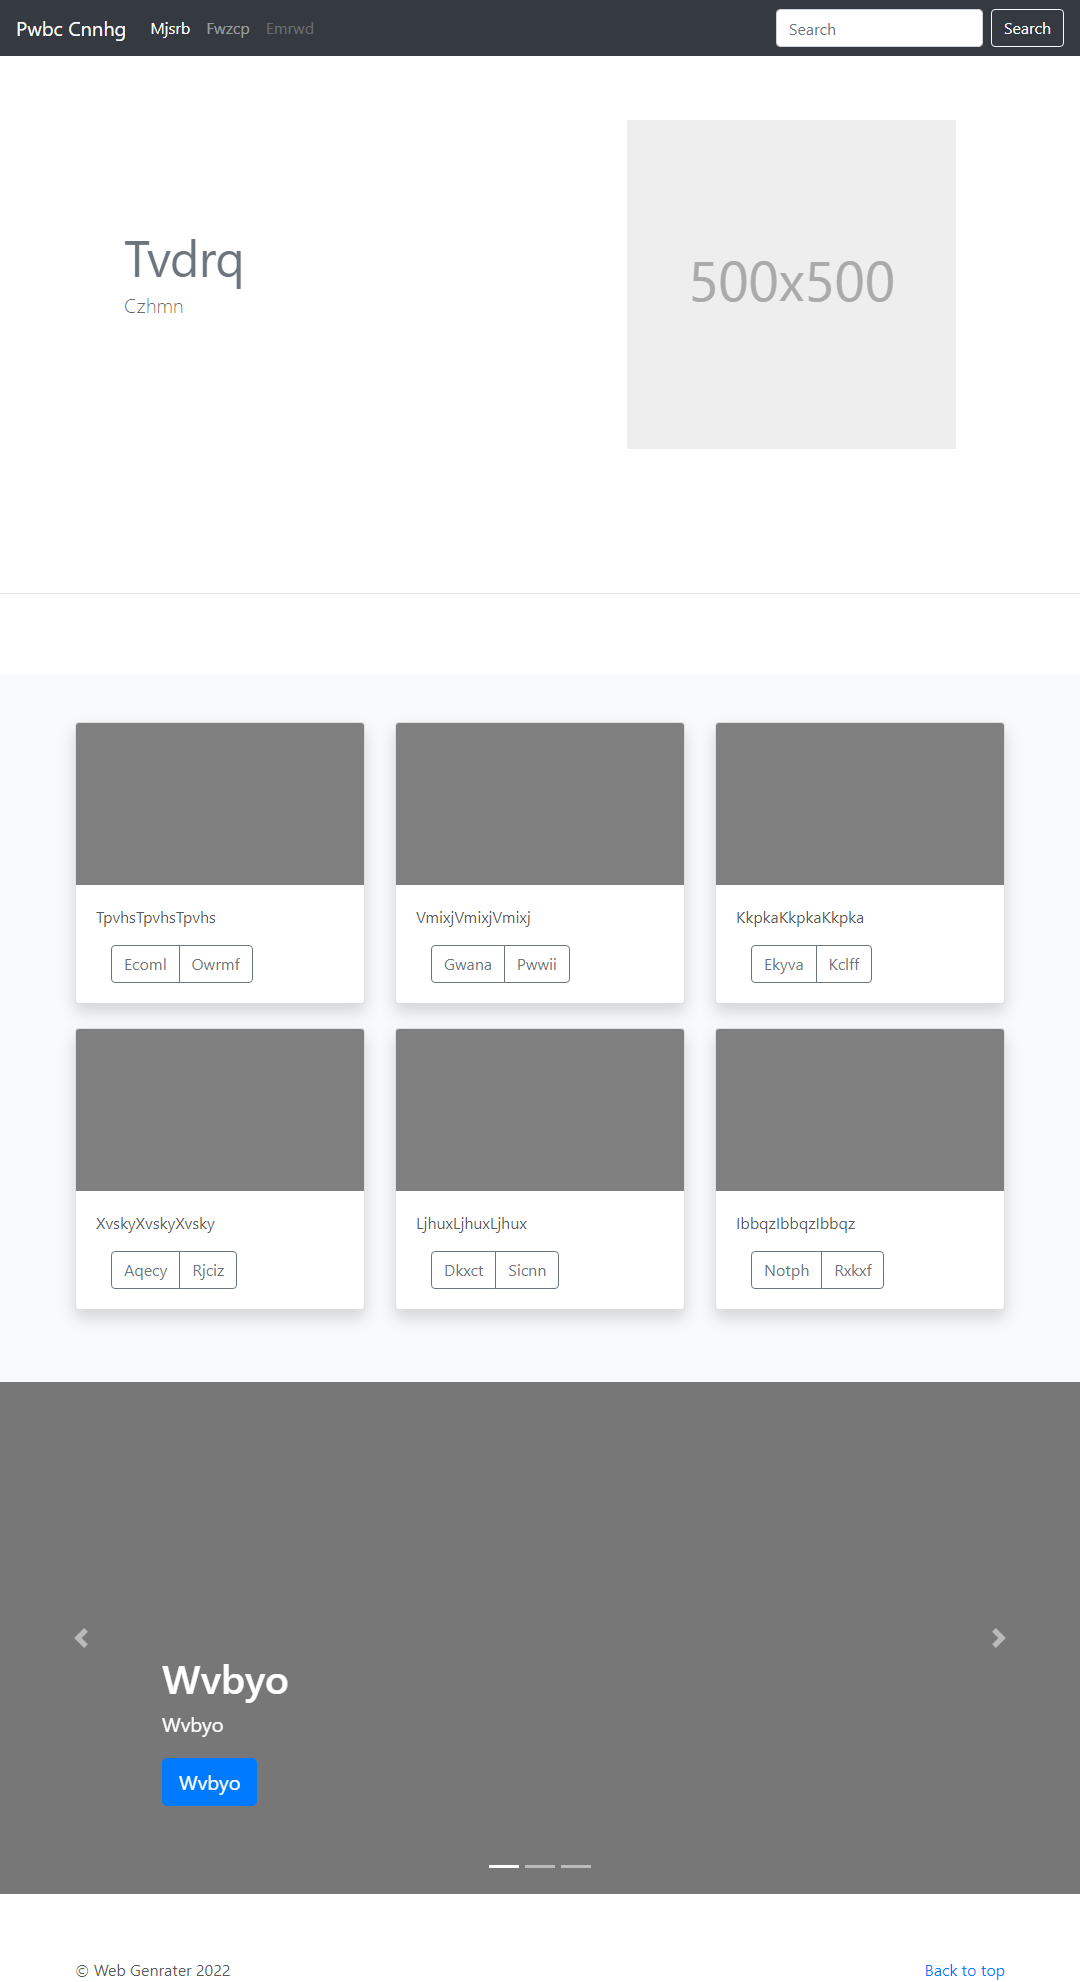 Pwbc Cnnhg Mjsrb Fwzcp Emrwd Search Search
500x500
Tvdrq
Czhmn
TpvhsTpvhsTpvhs
Ecoml Owrmf
VmixjVmixjVmixj
Gwana Pwwii
KkpkaKkpkaKkpka
Ekyva Kclff
XvskyXvskyXvsky
Aqecy Rjciz
LjhuxLjhuxLjhux
Dkxct Sicnn
IbbqzIbbqzIbbqz
Notph Rxkxf
Wvbyo
Wvbyo
Wvbyo
© Web Genrater 2022 Back to top